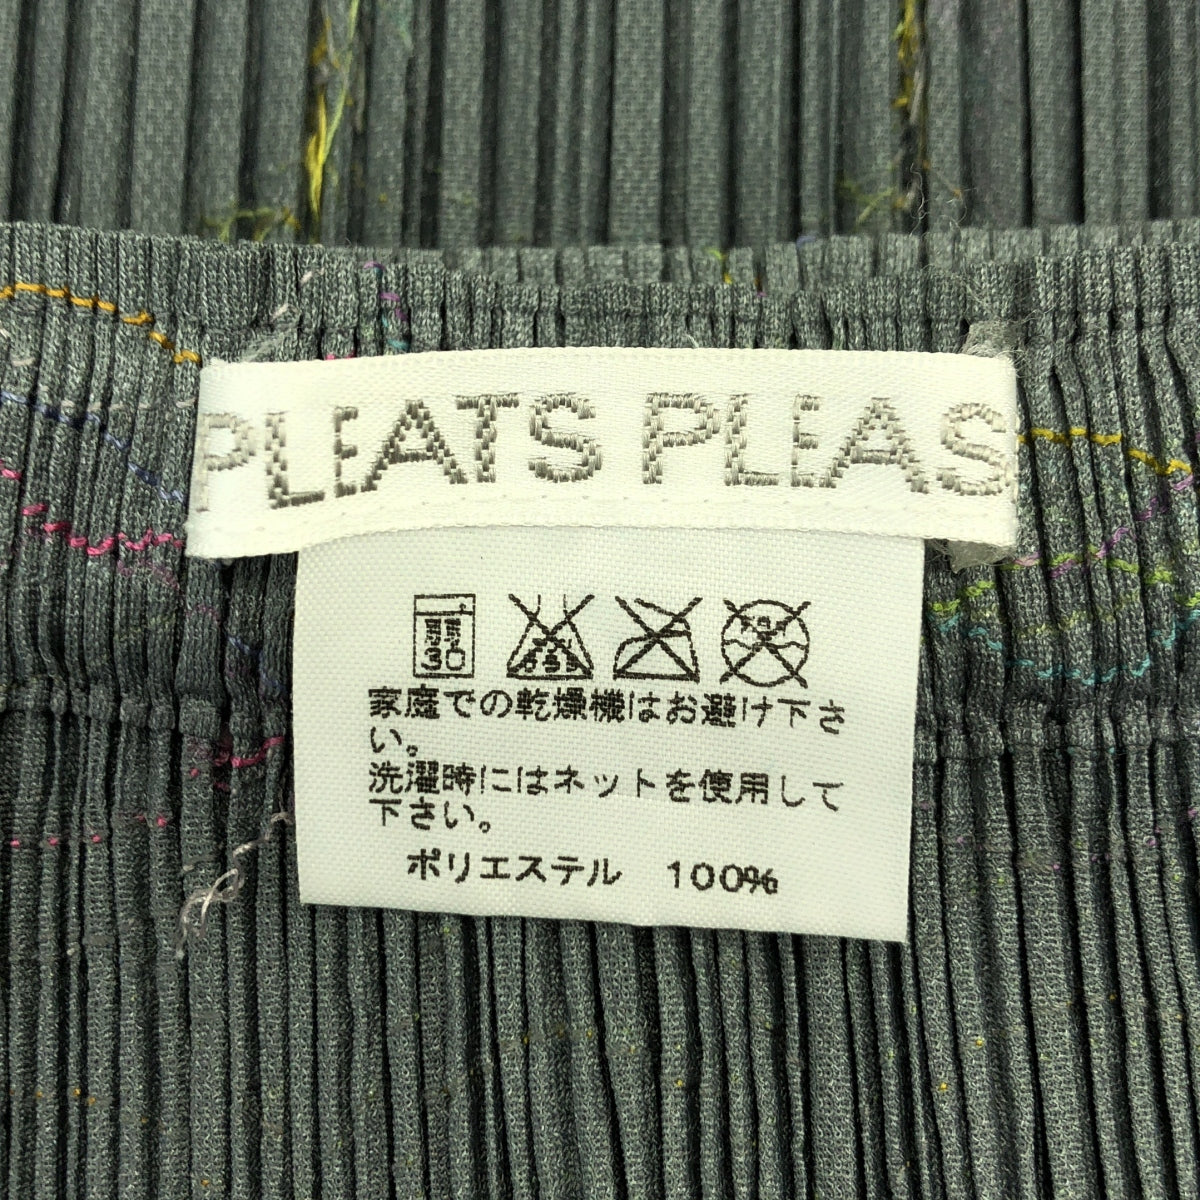 PLEATS PLEAS
30
家庭での乾燥機はお避け下さ
い。
洗濯時にはネットを使用して
下さい。
ポリエステル 100%